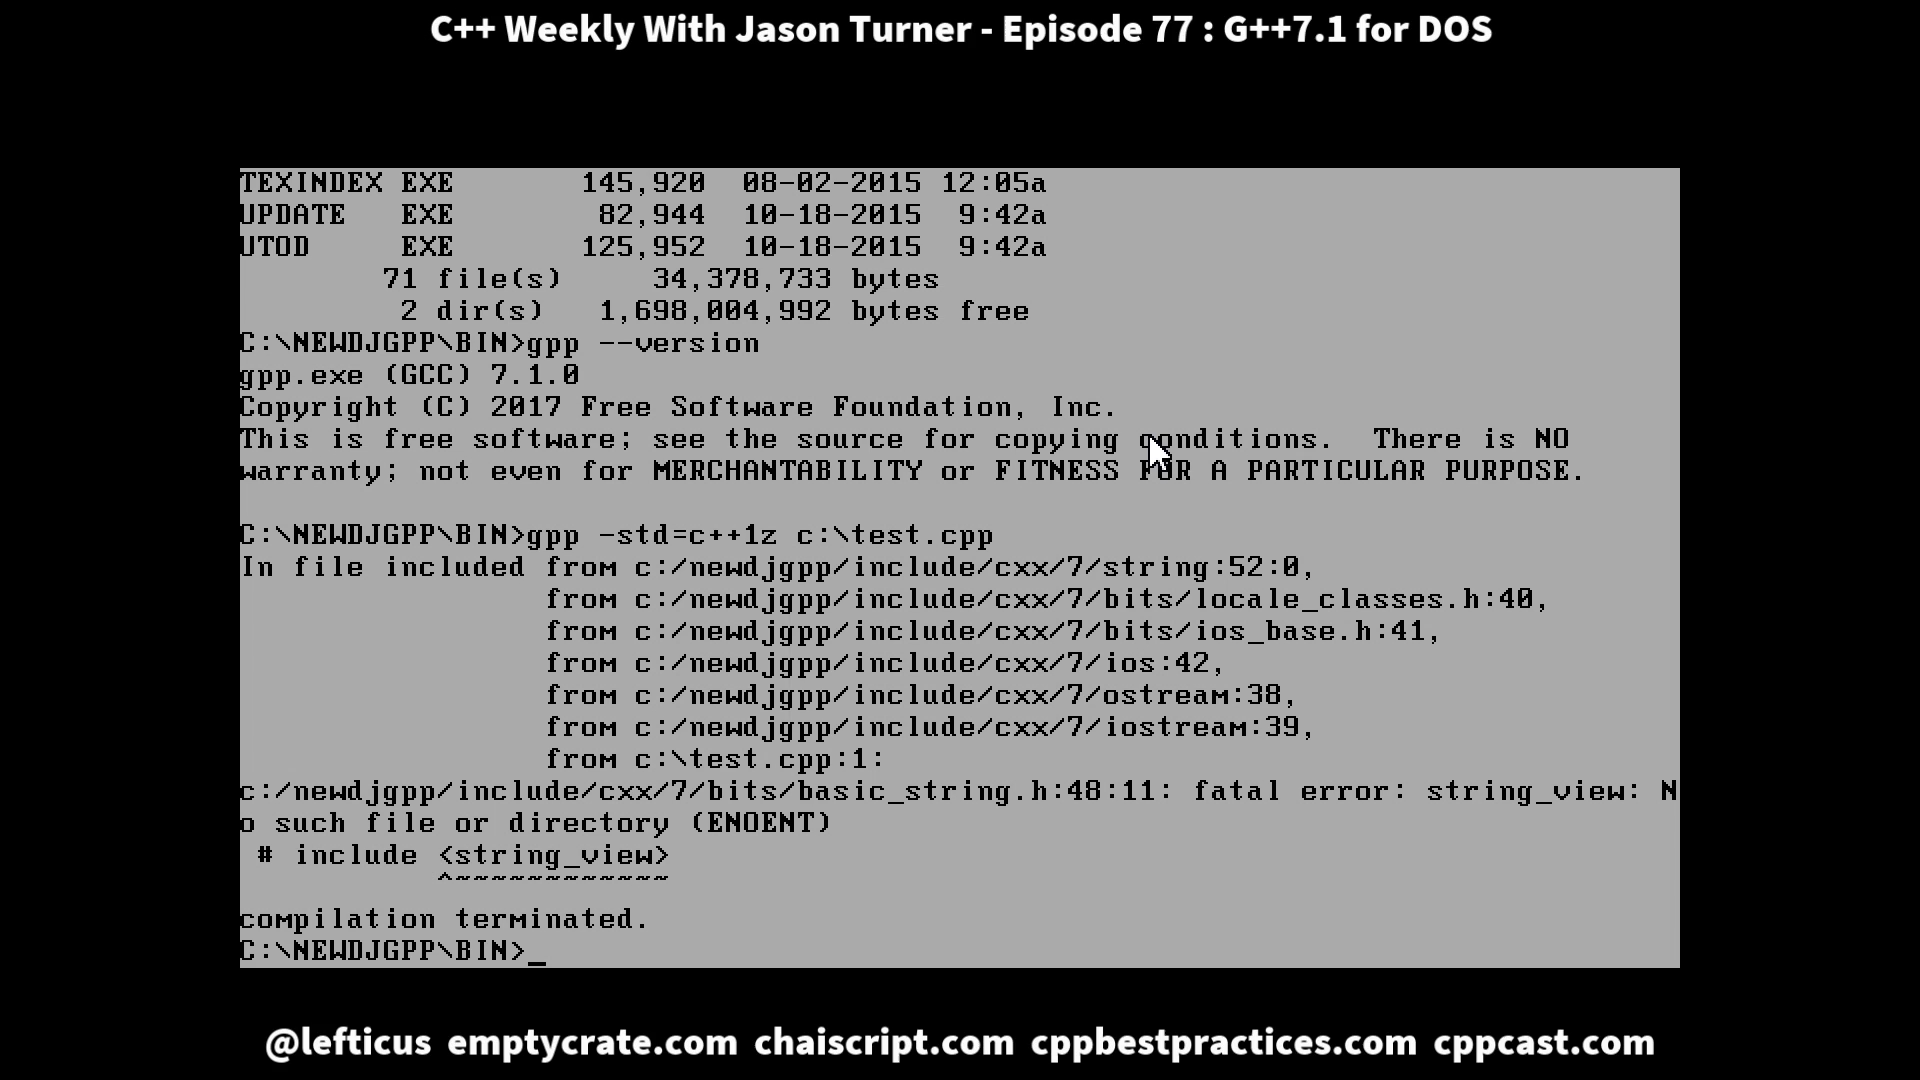 C++ Weekly With Jason Turner - Episode 77 : G++7.1 for DOS
TEXINDEX EXE 145,920 08-02-2015 12:05a
UPDATE EXE 82,944 10-18-2015 9:42a
UTOD EXE 125,952 10-18-2015 9:42a
71 file(s) 34,378,733 bytes
2 dir(s) 1,698,004,992 bytes free
C:\NEWDJGPP\BIN>gpp --version
gpp.exe (GCC) 7.1.0
Copyright (C) 2017 Free Software Foundation, Inc.
This is free software; see the source for copying conditions.  There is NO
warranty; not even for MERCHANTABILITY or FITNESS FOR A PARTICULAR PURPOSE.
C:\NEWDJGPP\BIN>gpp -std=c++1z c:\test.cpp
In file included from c:/newdjgpp/include/cxx/7/string:52:0,
from c:/newdjgpp/include/cxx/7/bits/locale_classes.h:40,
from c:/newdjgpp/include/cxx/7/bits/ios_base.h:41,
from c:/newdjgpp/include/cxx/7/ios:42,
from c:/newdjgpp/include/cxx/7/ostream:38,
from c:/newdjgpp/include/cxx/7/iostream:39,
from c:\test.cpp:1:
c:/newdjgpp/include/cxx/7/bits/basic_string.h:48:11: fatal error: string_view: N
o such file or directory (ENOENT)
# include <string_view>
^~~~~~~~~~~~~
compilation terminated.
C:\NEWDJGPP\BIN>_
@lefticus emptycrate.com chaiscript.com cppbestpractices.com cppcast.com